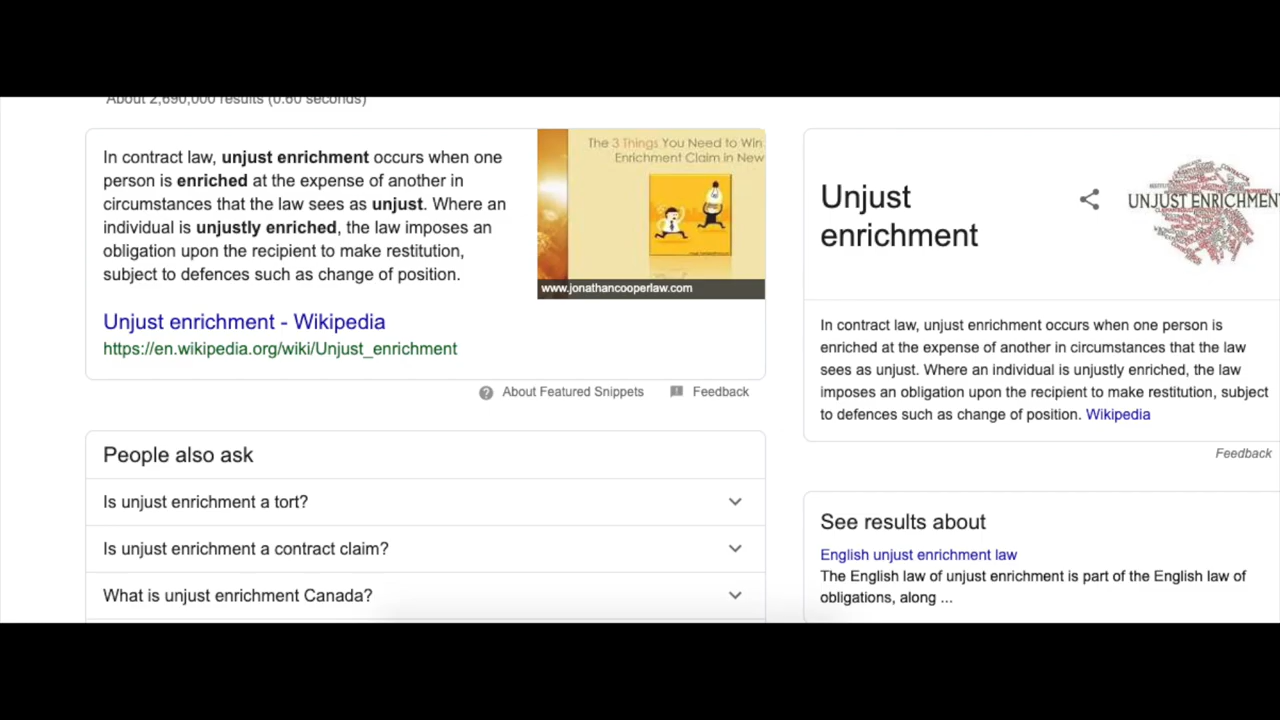 About 2,690,000 results (0.60 seconds)
In contract law, unjust enrichment occurs when one
person is enriched at the expense of another in
circumstances that the law sees as unjust. Where an
individual is unjustly enriched, the law imposes an
obligation upon the recipient to make restitution,
subject to defences such as change of position.
The 3 Things You Need to Win
Enrichment Claim in New
www.jonathancooperlaw.com
Unjust enrichment - Wikipedia
https://en.wikipedia.org/wiki/Unjust_enrichment
About Featured Snippets
Feedback
People also ask
Is unjust enrichment a tort?
Is unjust enrichment a contract claim?
What is unjust enrichment Canada?
Unjust
enrichment
UNJUST ENRICHMENT
In contract law, unjust enrichment occurs when one person is
enriched at the expense of another in circumstances that the law
sees as unjust. Where an individual is unjustly enriched, the law
imposes an obligation upon the recipient to make restitution, subject
to defences such as change of position. Wikipedia
Feedback
See results about
English unjust enrichment law
The English law of unjust enrichment is part of the English law of
obligations, along ...